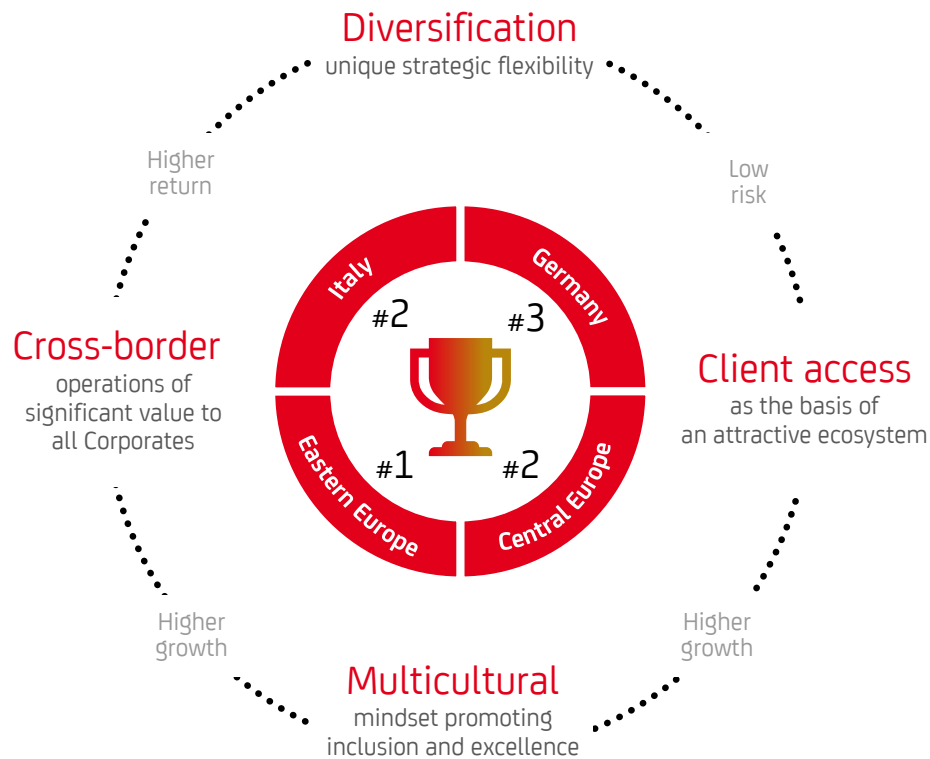 Diversification
unique strategic flexibility
Higher
return
Low
risk
Italy
Germany
#2
#3
Cross-border
operations of
significant value to
all Corporates
Client access
as the basis of
an attractive ecosystem
#1
#2
Eastern Europe
Central Europe
Higher
growth
Higher
growth
Multicultural
mindset promoting
inclusion and excellence